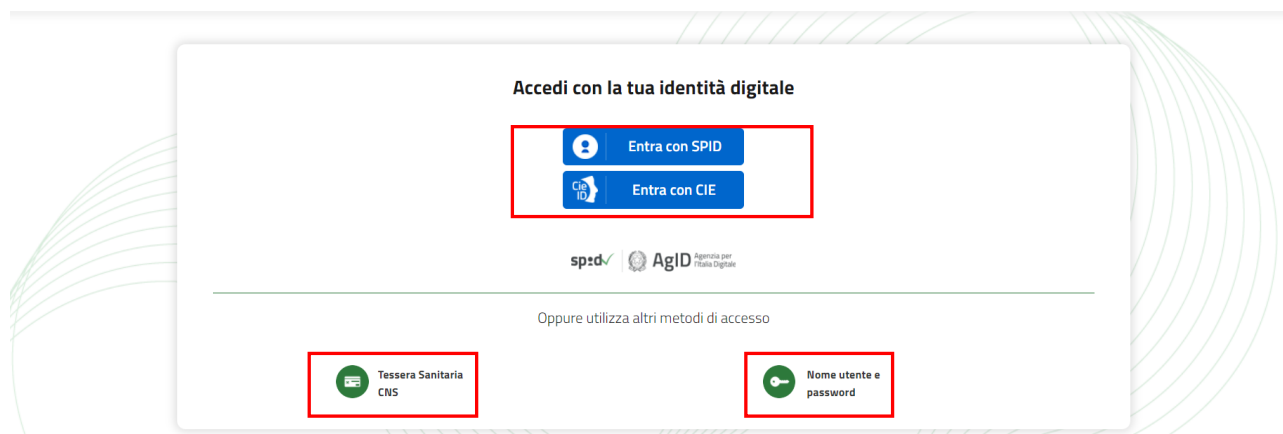 Accedi con la tua identità digitale
Entra con SPID
Cie
ID
Entra con CIE
sp:d
AgID Agenzia per
l'Italia Digitale
Oppure utilizza altri metodi di accesso
Tessera Sanitaria
CNS
Nome utente e
password